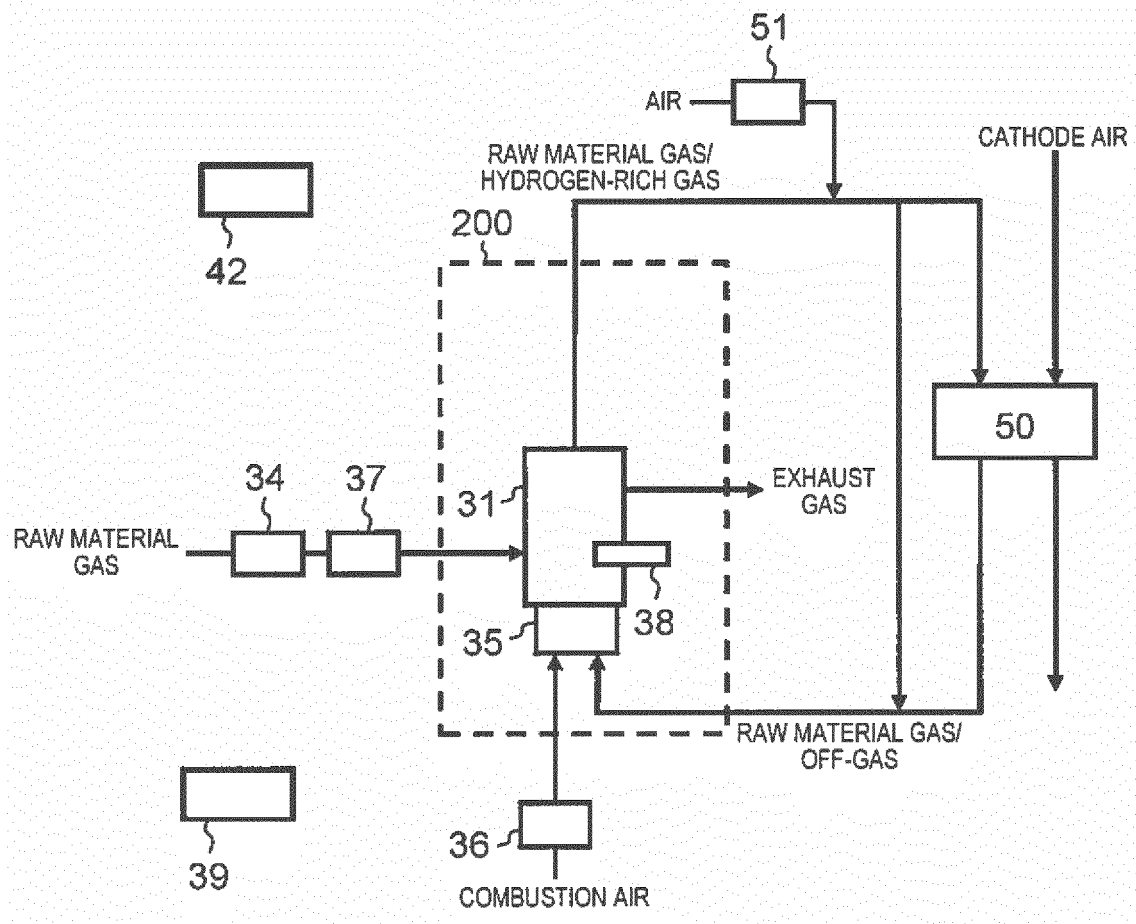 51
AIR
CATHODE AIR
RAW MATERIAL GAS/
HYDROGEN-RICH GAS
200
42
50
34
37
31
EXHAUST
GAS
RAW MATERIAL
GAS
38
35
RAW MATERIAL GAS/
OFF-GAS
36
39
COMBUSTION AIR